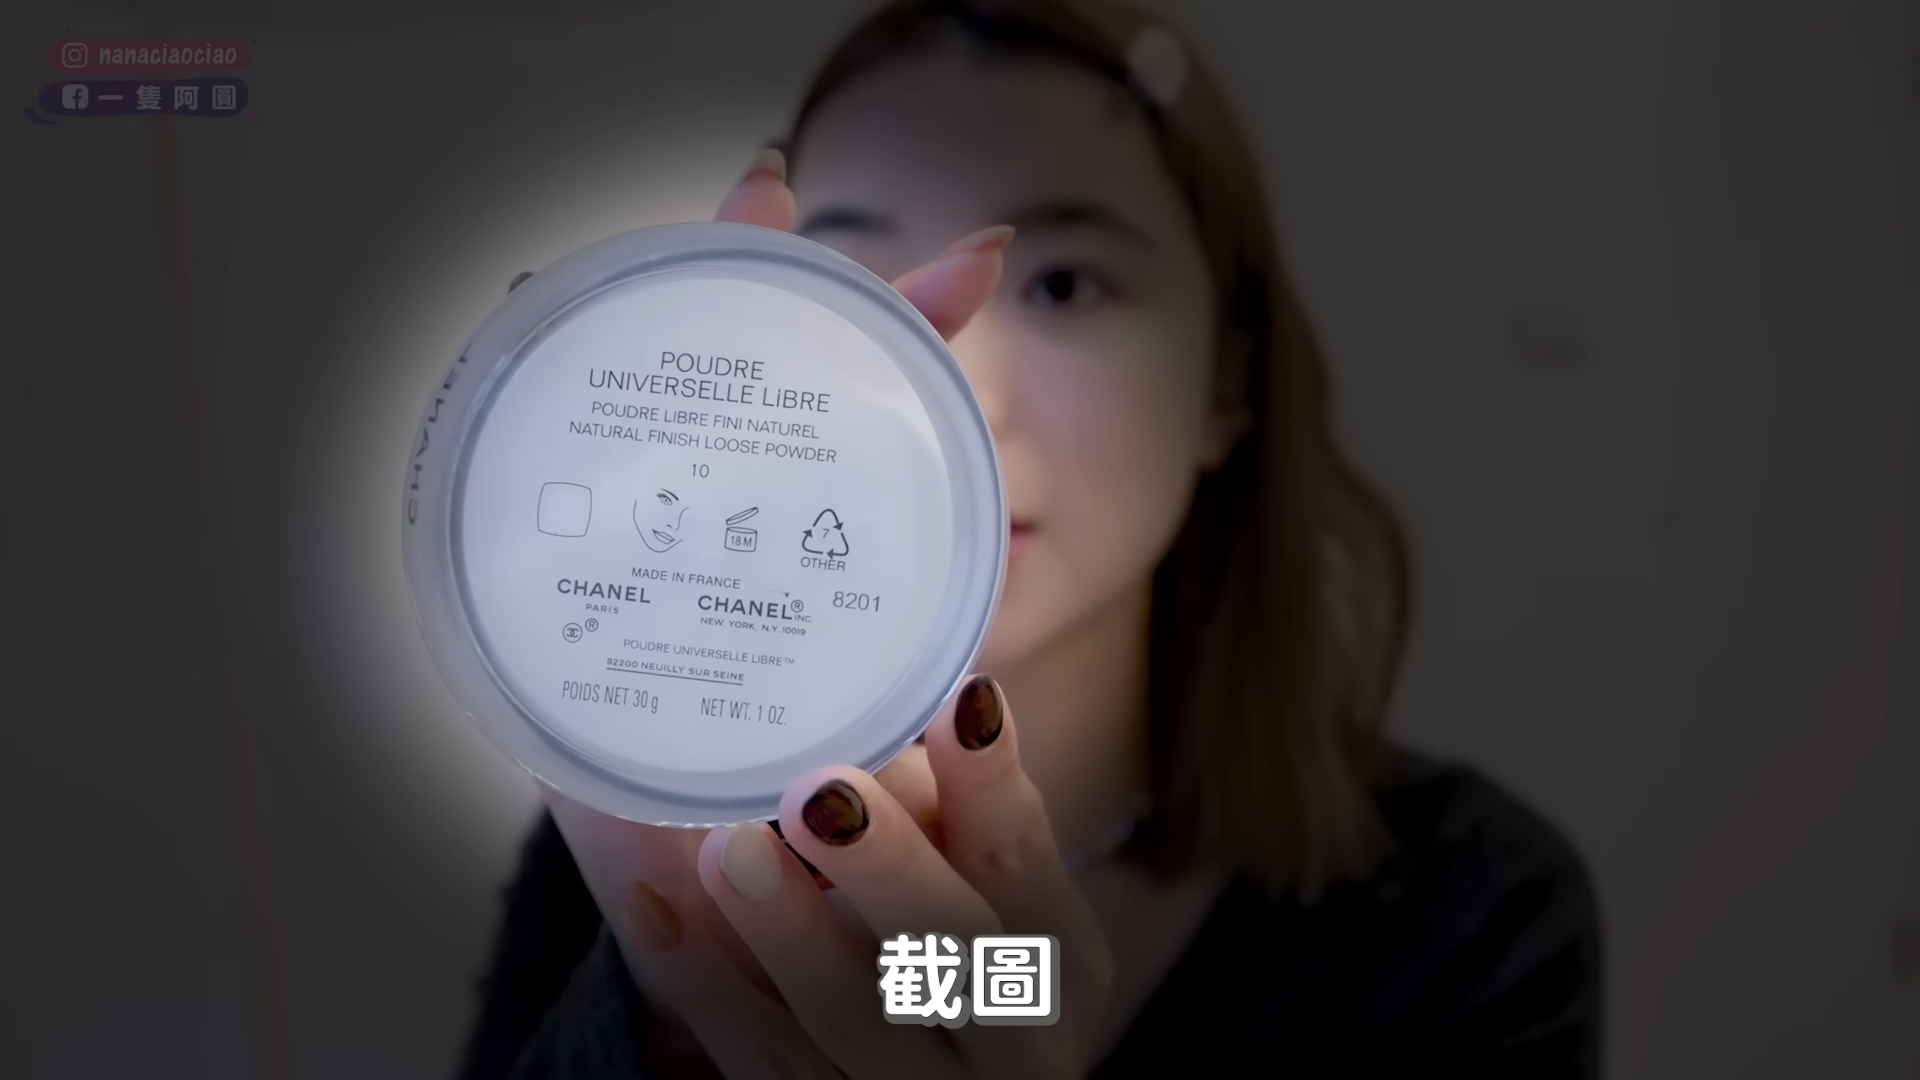 nanaciaociao
一隻阿圓
CHANEL
POUDRE
UNIVERSELLE LiBRE
POUDRE LIBRE FINI NATUREL
NATURAL FINISH LOOSE POWDER
10
18 M
7
OTHER
MADE IN FRANCE
CHANEL
PARIS
CHANEL® INC.
NEW YORK, N.Y. 10019
8201
®
POUDRE UNIVERSELLE LIBRE™
92200 NEUILLY SUR SEINE
POIDS NET 30 g
NET WT. 1 OZ.
截圖